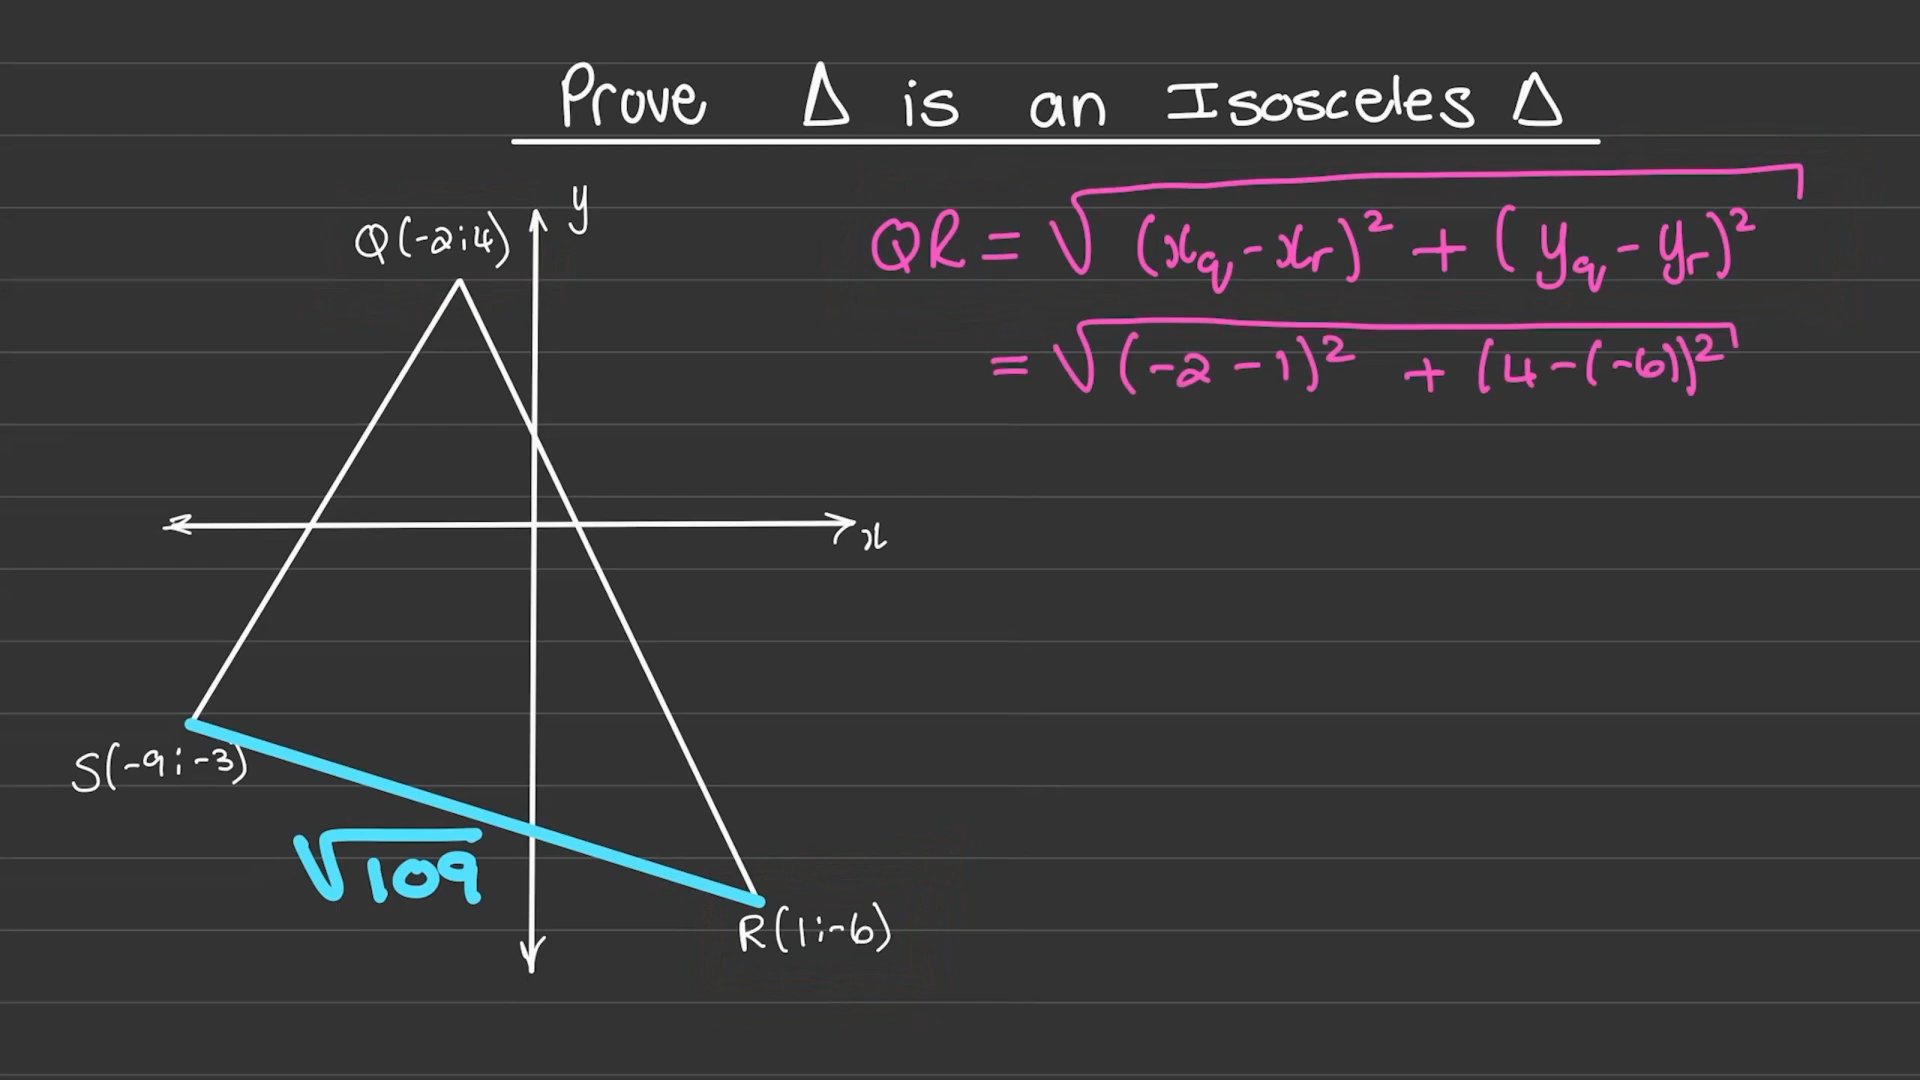 Prove Δ is an Isosceles Δ
y
Q(-2;4)
QR = √(xq - xr)² + (yq - yr)²
= √(-2 - 1)² + (4 - (-6))²
x
S(-9;-3)
√109
R(1;-6)